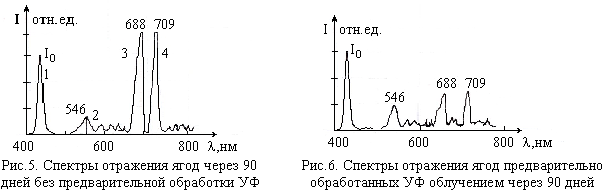 I отн.ед.
688 709
I0
3 4
1
546
2
400 600 800 λ,нм
Рис.5. Спектры отражения ягод через 90
дней без предварительной обработки УФ
I отн.ед.
I0
688 709
546
400 600 800 λ,нм
Рис.6. Спектры отражения ягод предварительно
обработанных УФ облучением через 90 дней